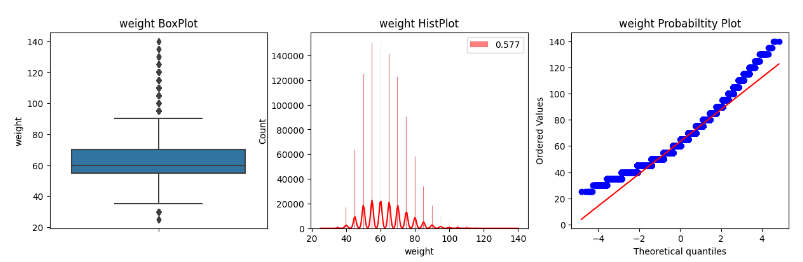 weight BoxPlot
weight
140
120
100
80
60
40
20
weight HistPlot
0.577
Count
140000
120000
100000
80000
60000
40000
20000
0
20 40 60 80 100 120 140
weight
weight Probabiltity Plot
Ordered Values
140
120
100
80
60
40
20
0
−4 −2 0 2 4
Theoretical quantiles